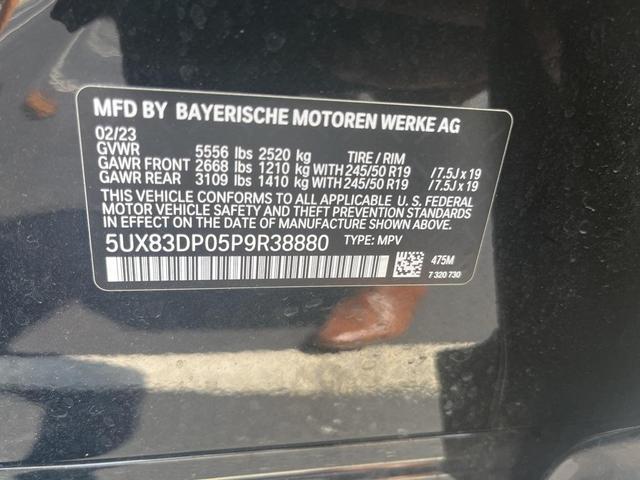 MFD BY BAYERISCHE MOTOREN WERKE AG
02/23
GVWR 5556 lbs 2520 kg TIRE / RIM
GAWR FRONT 2668 lbs 1210 kg WITH 245/50 R19 / 7.5J x 19
GAWR REAR 3109 lbs 1410 kg WITH 245/50 R19 / 7.5J x 19
THIS VEHICLE CONFORMS TO ALL APPLICABLE U. S. FEDERAL
MOTOR VEHICLE SAFETY AND THEFT PREVENTION STANDARDS
IN EFFECT ON THE DATE OF MANUFACTURE SHOWN ABOVE.
5UX83DP05P9R38880 TYPE: MPV
475M
7 320 730